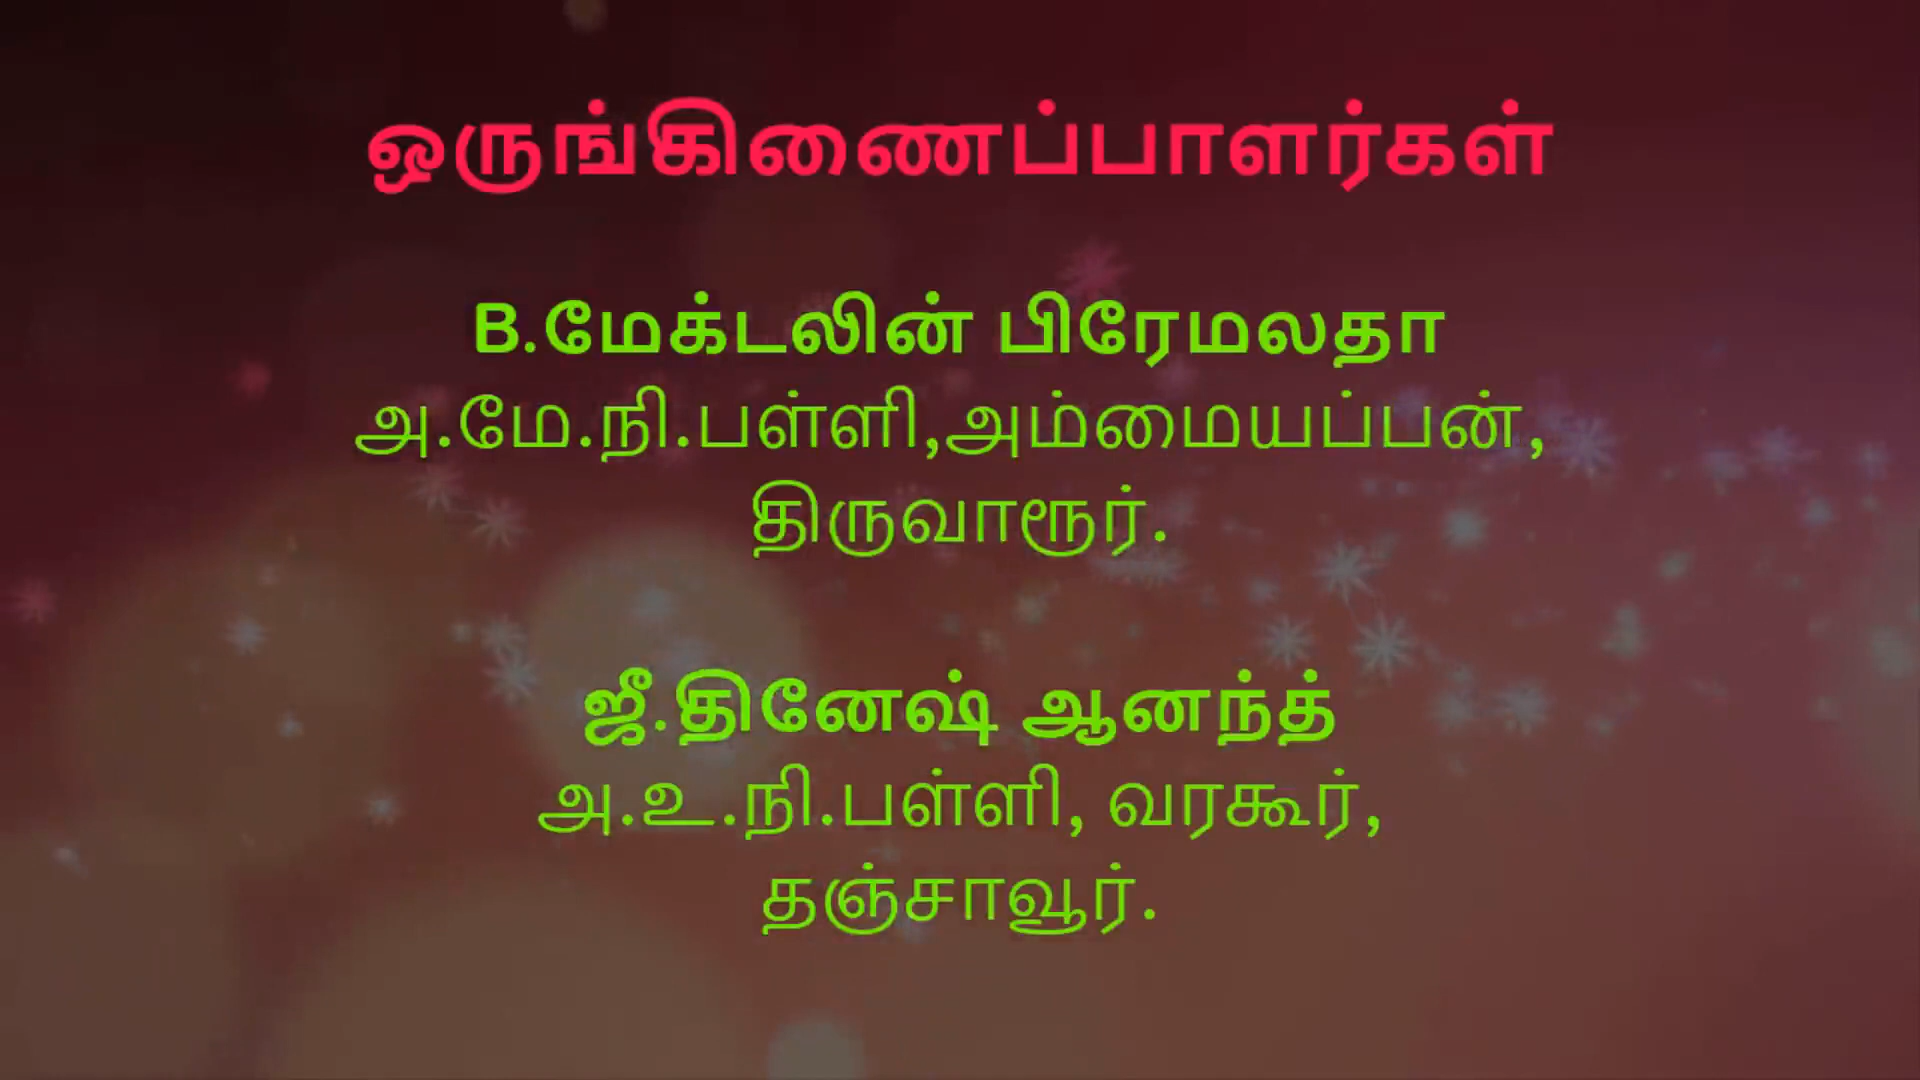 ஒருங்கிணைப்பாளர்கள்
B.மேக்டலின் பிரேமலதா
அ.மே.நி.பள்ளி,அம்மையப்பன்,
திருவாரூர்.
ஜீ.தினேஷ் ஆனந்த்
அ.உ.நி.பள்ளி, வரகூர்,
தஞ்சாவூர்.